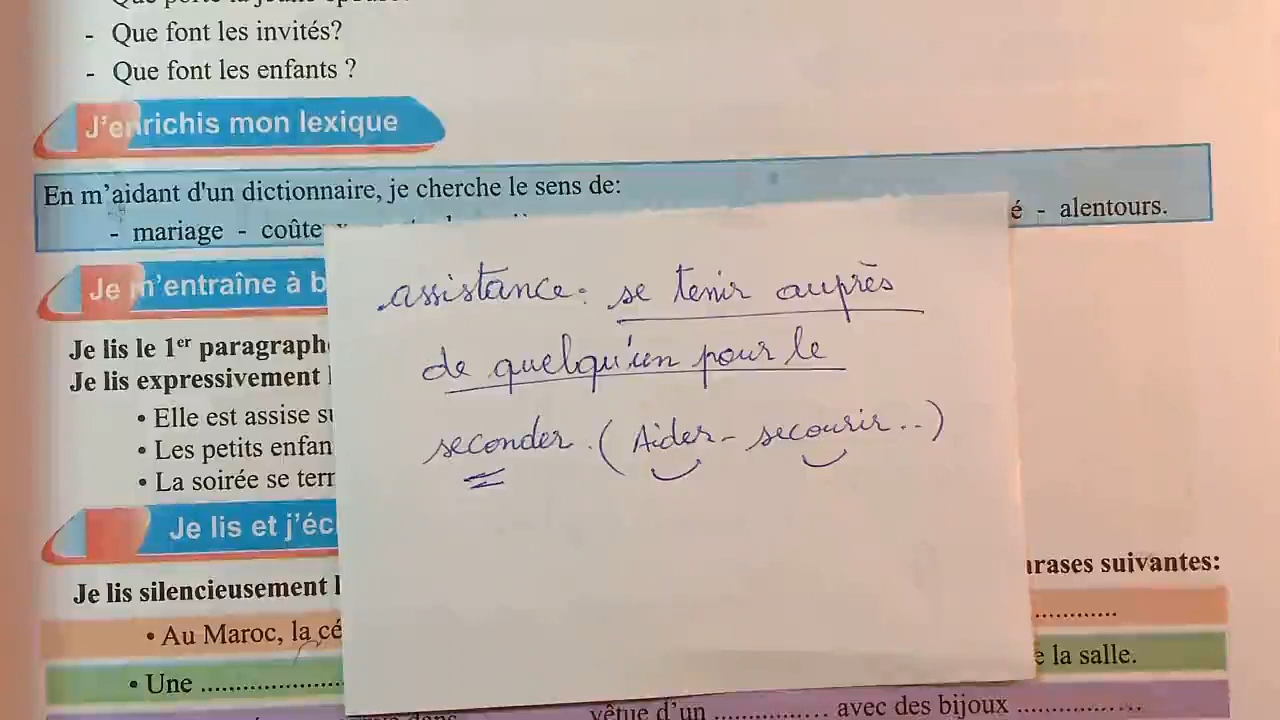 - Que font les invités?
- Que font les enfants ?
J'enrichis mon lexique
En m'aidant d'un dictionnaire, je cherche le sens de:
- mariage - coûte
é - alentours.
Je m'entraîne à b
assistance: se tenir auprès
de quelqu'un pour le
seconder. (Aider - secourir..)
Je lis le 1er paragraph
Je lis expressivement l
• Elle est assise su
• Les petits enfan
• La soirée se terr
Je lis et j'éc
Je lis silencieusement l
rases suivantes:
• Au Maroc, la cé
..............
• Une .....................
e la salle.
vêtue d'un ............... avec des bijoux ..................